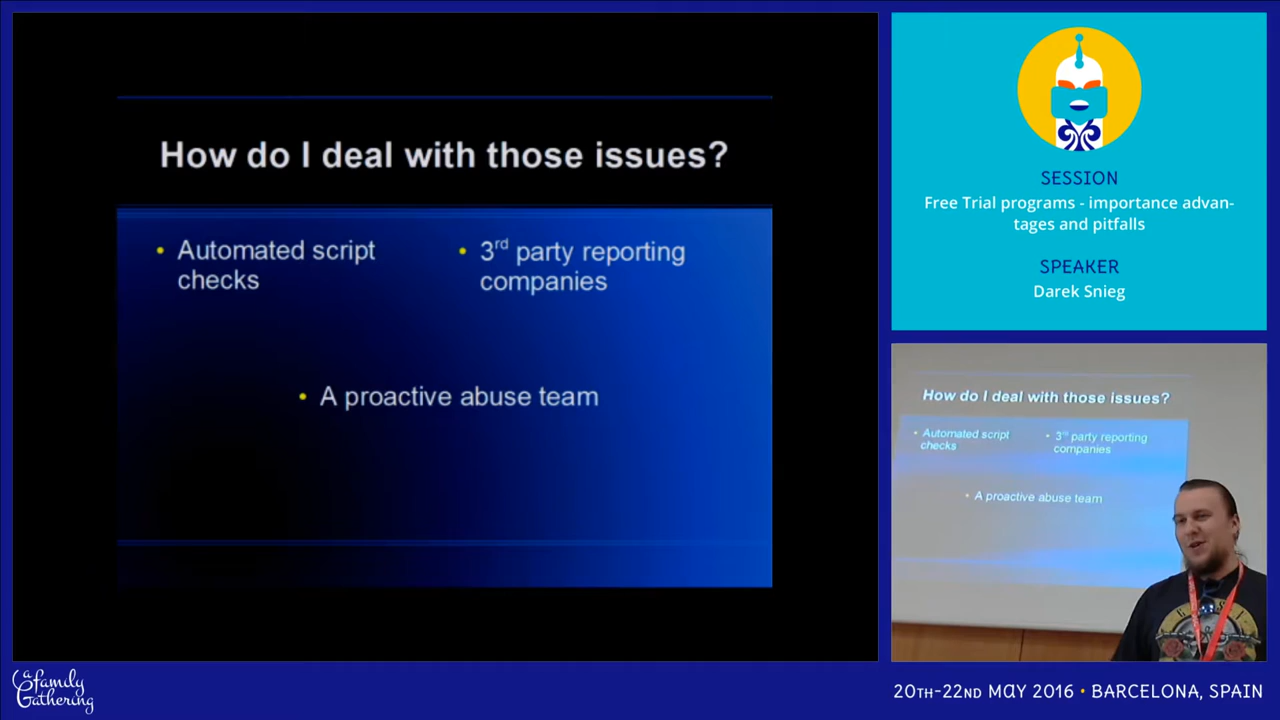 How do I deal with those issues?
• Automated script
checks
• 3rd party reporting
companies
• A proactive abuse team
SESSION
Free Trial programs - importance advan-
tages and pitfalls
SPEAKER
Darek Snieg
How do I deal with those issues?
• Automated script
checks
• 3rd party reporting
companies
• A proactive abuse team
a family
Gathering
20TH-22ND MAY 2016 • BARCELONA, SPAIN